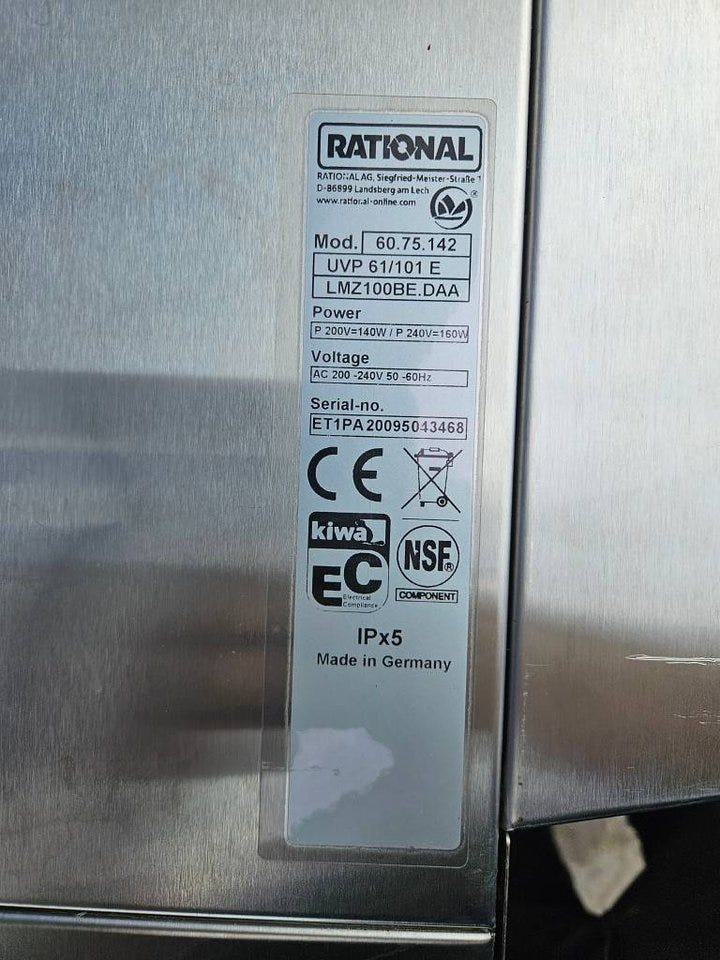 RATIONAL
RATIONAL AG, Siegfried-Meister-Straße 1
D-86899 Landsberg am Lech
www.rational-online.com
®
Mod. 60.75.142
UVP 61/101 E
LMZ100BE.DAA
Power
P 200V=140W / P 240V=160W
Voltage
AC 200 -240V 50 -60Hz
Serial-no.
ET1PA20095043468
CE
kiwa
EC
Electrical
Compliance
NSF®
COMPONENT
IPx5
Made in Germany